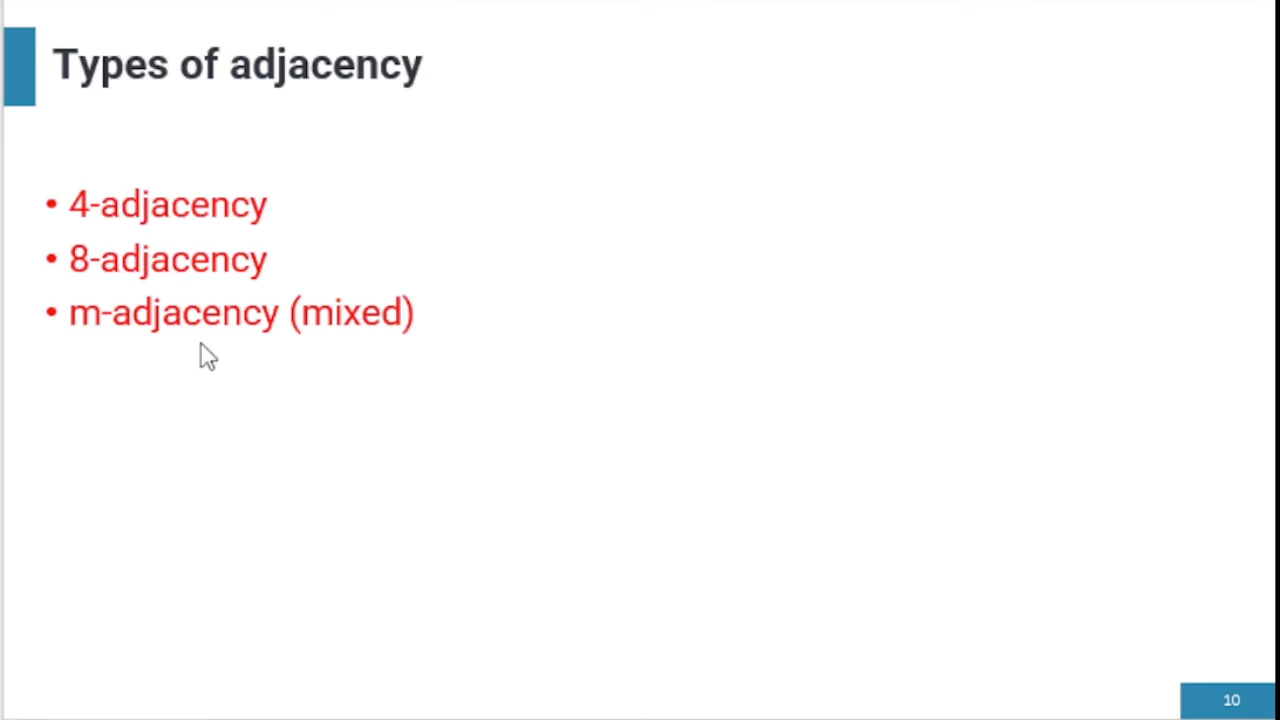 Types of adjacency
• 4-adjacency
• 8-adjacency
• m-adjacency (mixed)
10